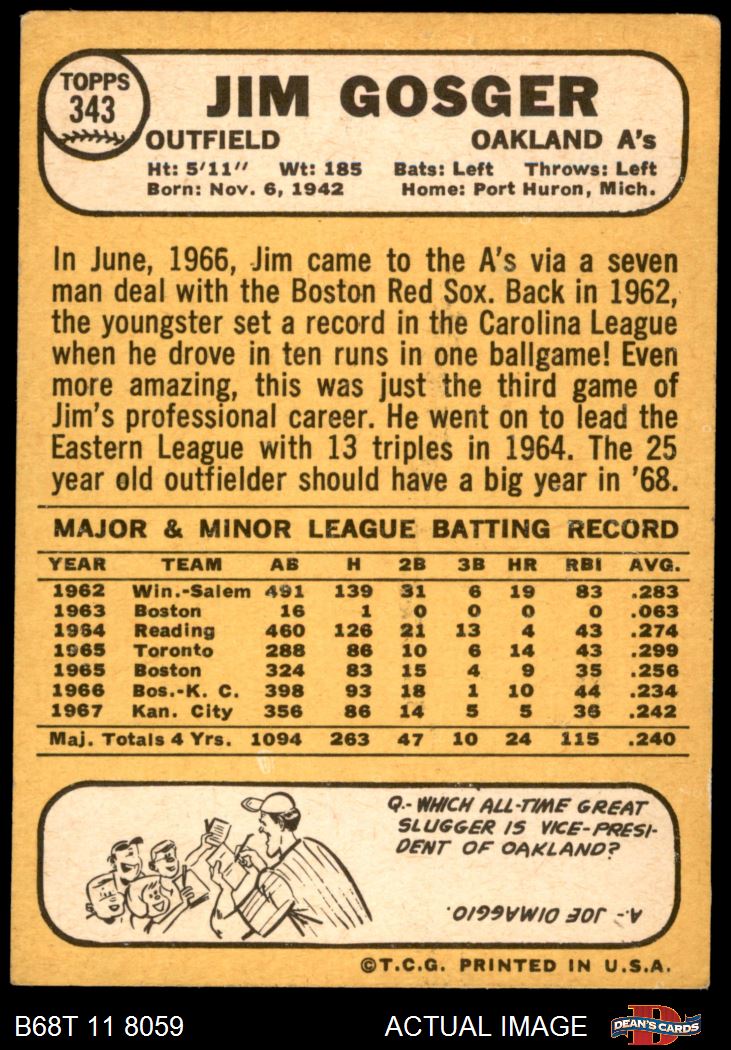 TOPPS
343
JIM GOSGER
OUTFIELD OAKLAND A's
Ht: 5'11" Wt: 185 Bats: Left Throws: Left
Born: Nov. 6, 1942 Home: Port Huron, Mich.
In June, 1966, Jim came to the A's via a seven
man deal with the Boston Red Sox. Back in 1962,
the youngster set a record in the Carolina League
when he drove in ten runs in one ballgame! Even
more amazing, this was just the third game of
Jim's professional career. He went on to lead the
Eastern League with 13 triples in 1964. The 25
year old outfielder should have a big year in '68.
MAJOR & MINOR LEAGUE BATTING RECORD
YEAR TEAM AB H 2B 3B HR RBI AVG.
1962 Win.-Salem 491 139 31 6 19 83 .283
1963 Boston 16 1 0 0 0 0 .063
1964 Reading 460 126 21 13 4 43 .274
1965 Toronto 288 86 10 6 14 43 .299
1965 Boston 324 83 15 4 9 35 .256
1966 Bos.-K. C. 398 93 18 1 10 44 .234
1967 Kan. City 356 86 14 5 5 36 .242
Maj. Totals 4 Yrs. 1094 263 47 10 24 115 .240
Q.- WHICH ALL-TIME GREAT
SLUGGER IS VICE-PRESI-
DENT OF OAKLAND?
A.- JOE DIMAGGIO.
©T.C.G. PRINTED IN U.S.A.
B68T 11 8059 ACTUAL IMAGE
D
DEAN'S CARDS